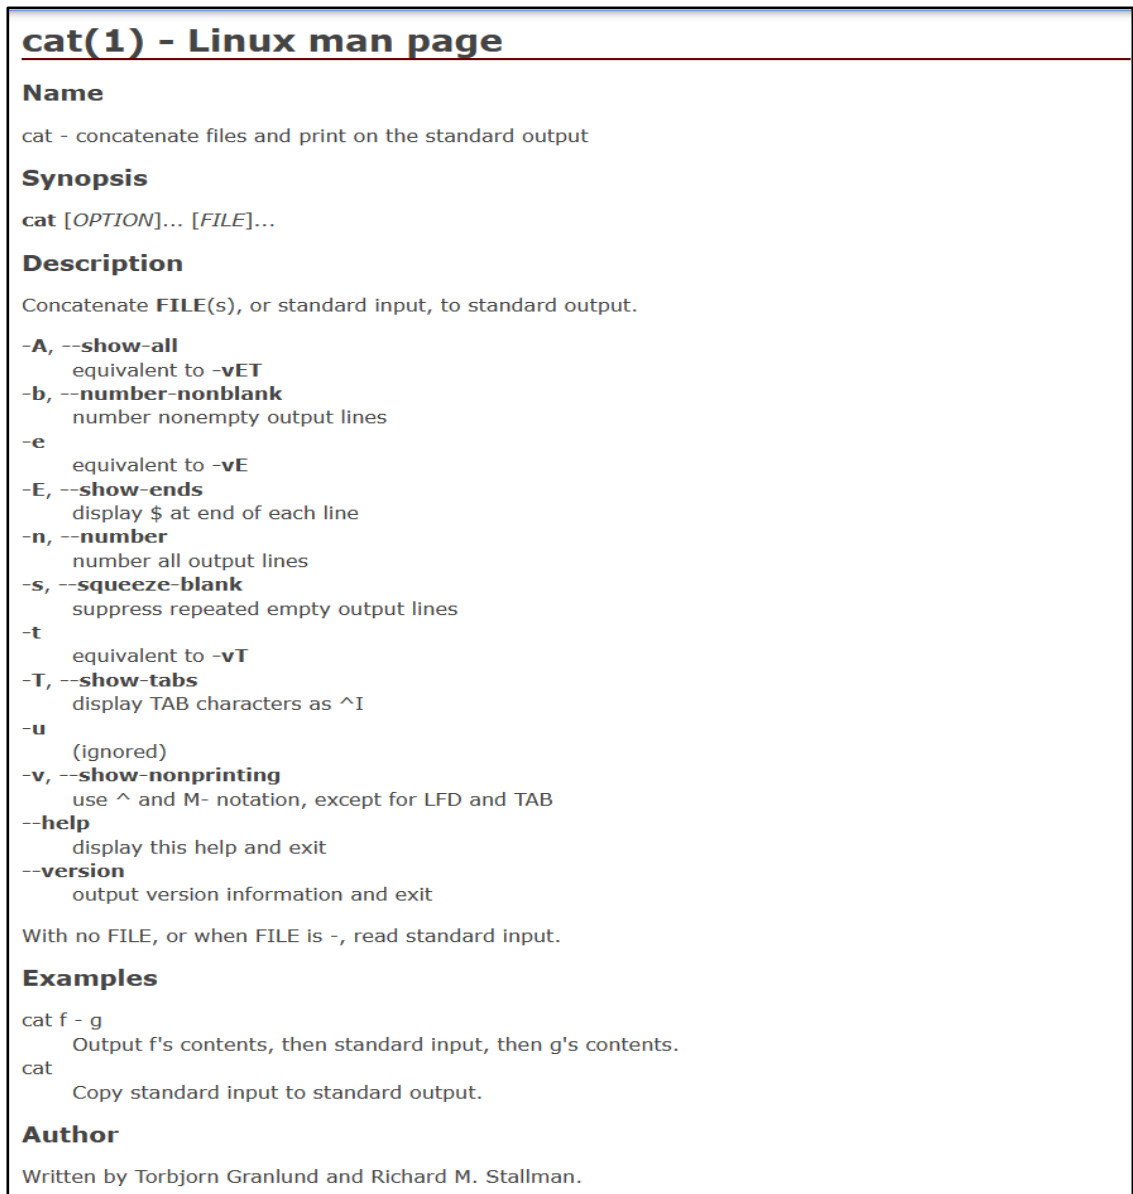 cat(1) - Linux man page
Name
cat - concatenate files and print on the standard output
Synopsis
cat [OPTION]... [FILE]...
Description
Concatenate FILE(s), or standard input, to standard output.
-A, --show-all
equivalent to -vET
-b, --number-nonblank
number nonempty output lines
-e
equivalent to -vE
-E, --show-ends
display $ at end of each line
-n, --number
number all output lines
-s, --squeeze-blank
suppress repeated empty output lines
-t
equivalent to -vT
-T, --show-tabs
display TAB characters as ^I
-u
(ignored)
-v, --show-nonprinting
use ^ and M- notation, except for LFD and TAB
--help
display this help and exit
--version
output version information and exit
With no FILE, or when FILE is -, read standard input.
Examples
cat f - g
Output f's contents, then standard input, then g's contents.
cat
Copy standard input to standard output.
Author
Written by Torbjorn Granlund and Richard M. Stallman.